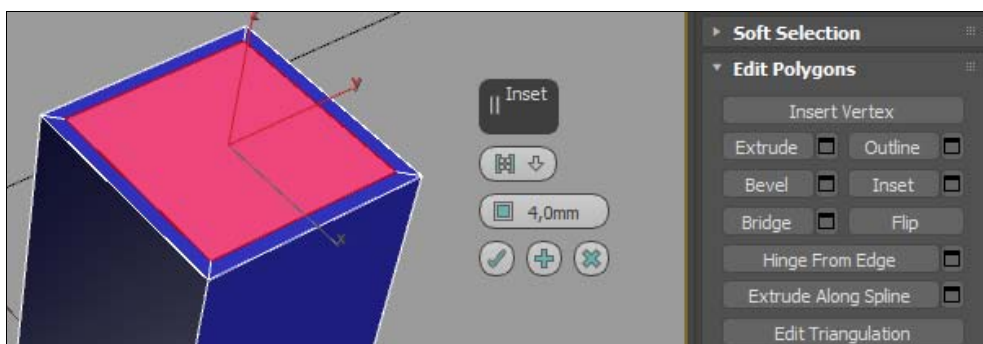 z
y
x
Inset
4,0mm
Soft Selection
Edit Polygons
Insert Vertex
Extrude Outline
Bevel Inset
Bridge Flip
Hinge From Edge
Extrude Along Spline
Edit Triangulation